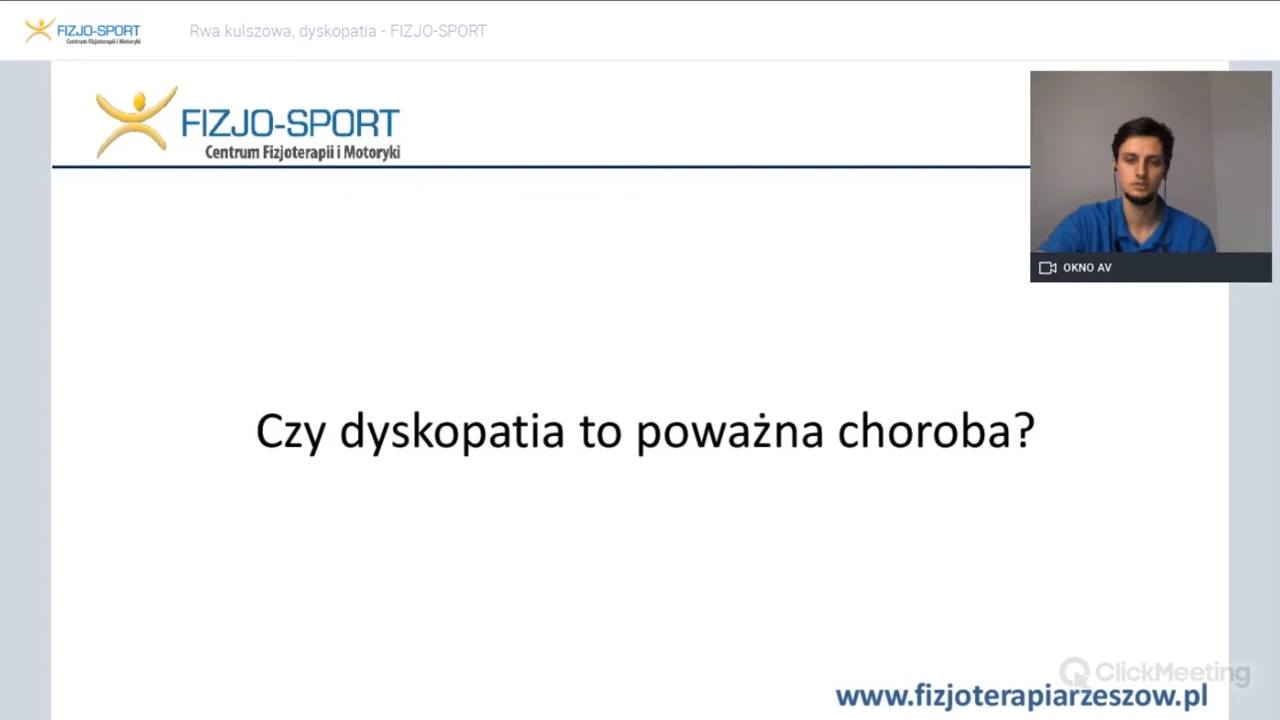 FIZJO-SPORT
Centrum Fizjoterapii i Motoryki
Rwa kulszowa, dyskopatia - FIZJO-SPORT
FIZJO-SPORT
Centrum Fizjoterapii i Motoryki
OKNO AV
Czy dyskopatia to poważna choroba?
ClickMeeting
www.fizjoterapiarzeszow.pl